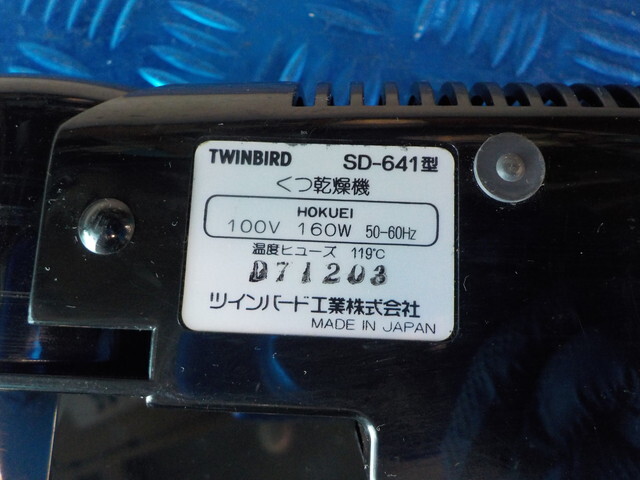 TWINBIRD SD-641型
くつ乾燥機
HOKUEI
100V 160W 50-60Hz
温度ヒューズ 119℃
D71203
ツインバード工業株式会社
MADE IN JAPAN